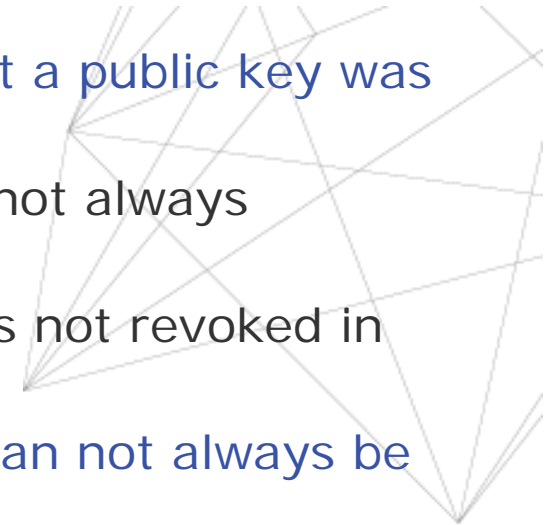 t a public key was
not always
s not revoked in
an not always be